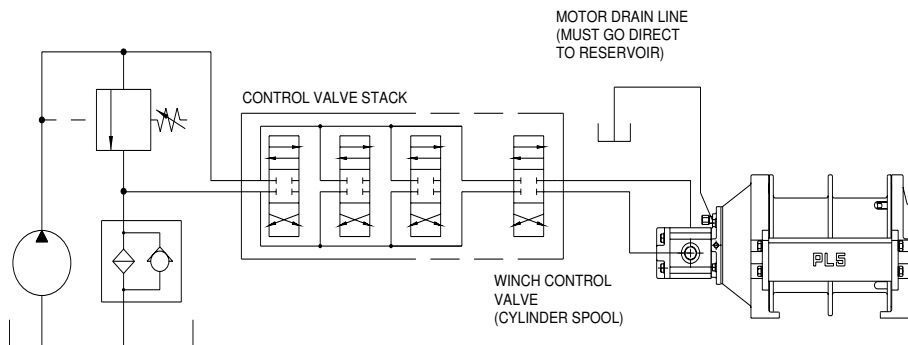 MOTOR DRAIN LINE
(MUST GO DIRECT
TO RESERVOIR)
CONTROL VALVE STACK
PLS
WINCH CONTROL
VALVE
(CYLINDER SPOOL)